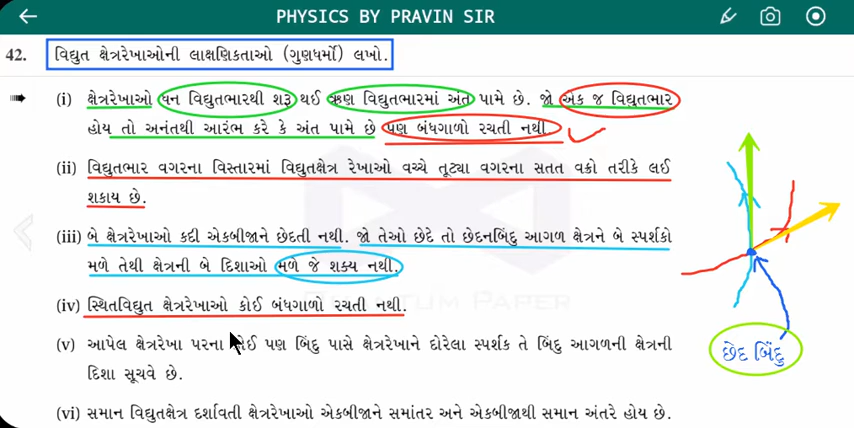 PHYSICS BY PRAVIN SIR
42. વિદ્યુત ક્ષેત્રરેખાઓની લાક્ષણિકતાઓ (ગુણધર્મો) લખો.
(i) ક્ષેત્રરેખાઓ ધન વિદ્યુતભારથી શરૂ થઈ ઋણ વિદ્યુતભારમાં અંત પામે છે. જો એક જ વિદ્યુતભાર
હોય તો અનંતથી આરંભ કરે કે અંત પામે છે પણ બંધગાળો રચતી નથી.
(ii) વિદ્યુતભાર વગરના વિસ્તારમાં વિદ્યુતક્ષેત્ર રેખાઓ વચ્ચે તૂટ્યા વગરના સતત વક્રો તરીકે લઈ
શકાય છે.
(iii) બે ક્ષેત્રરેખાઓ કદી એકબીજાને છેદતી નથી. જો તેઓ છેદે તો છેદનબિંદુ આગળ ક્ષેત્રને બે સ્પર્શકો
મળે તેથી ક્ષેત્રની બે દિશાઓ મળે જે શક્ય નથી.
(iv) સ્થિતવિદ્યુત ક્ષેત્રરેખાઓ કોઈ બંધગાળો રચતી નથી.
(v) આપેલ ક્ષેત્રરેખા પરના કોઈ પણ બિંદુ પાસે ક્ષેત્રરેખાને દોરેલા સ્પર્શક તે બિંદુ આગળની ક્ષેત્રની
દિશા સૂચવે છે.
(vi) સમાન વિદ્યુતક્ષેત્ર દર્શાવતી ક્ષેત્રરેખાઓ એકબીજાને સમાંતર અને એકબીજાથી સમાન અંતરે હોય છે.
છેદ બિંદુ